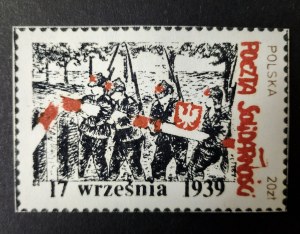 POLSKA
POCZTA SOLIDARNOŚĆ
20zł
17 września 1939